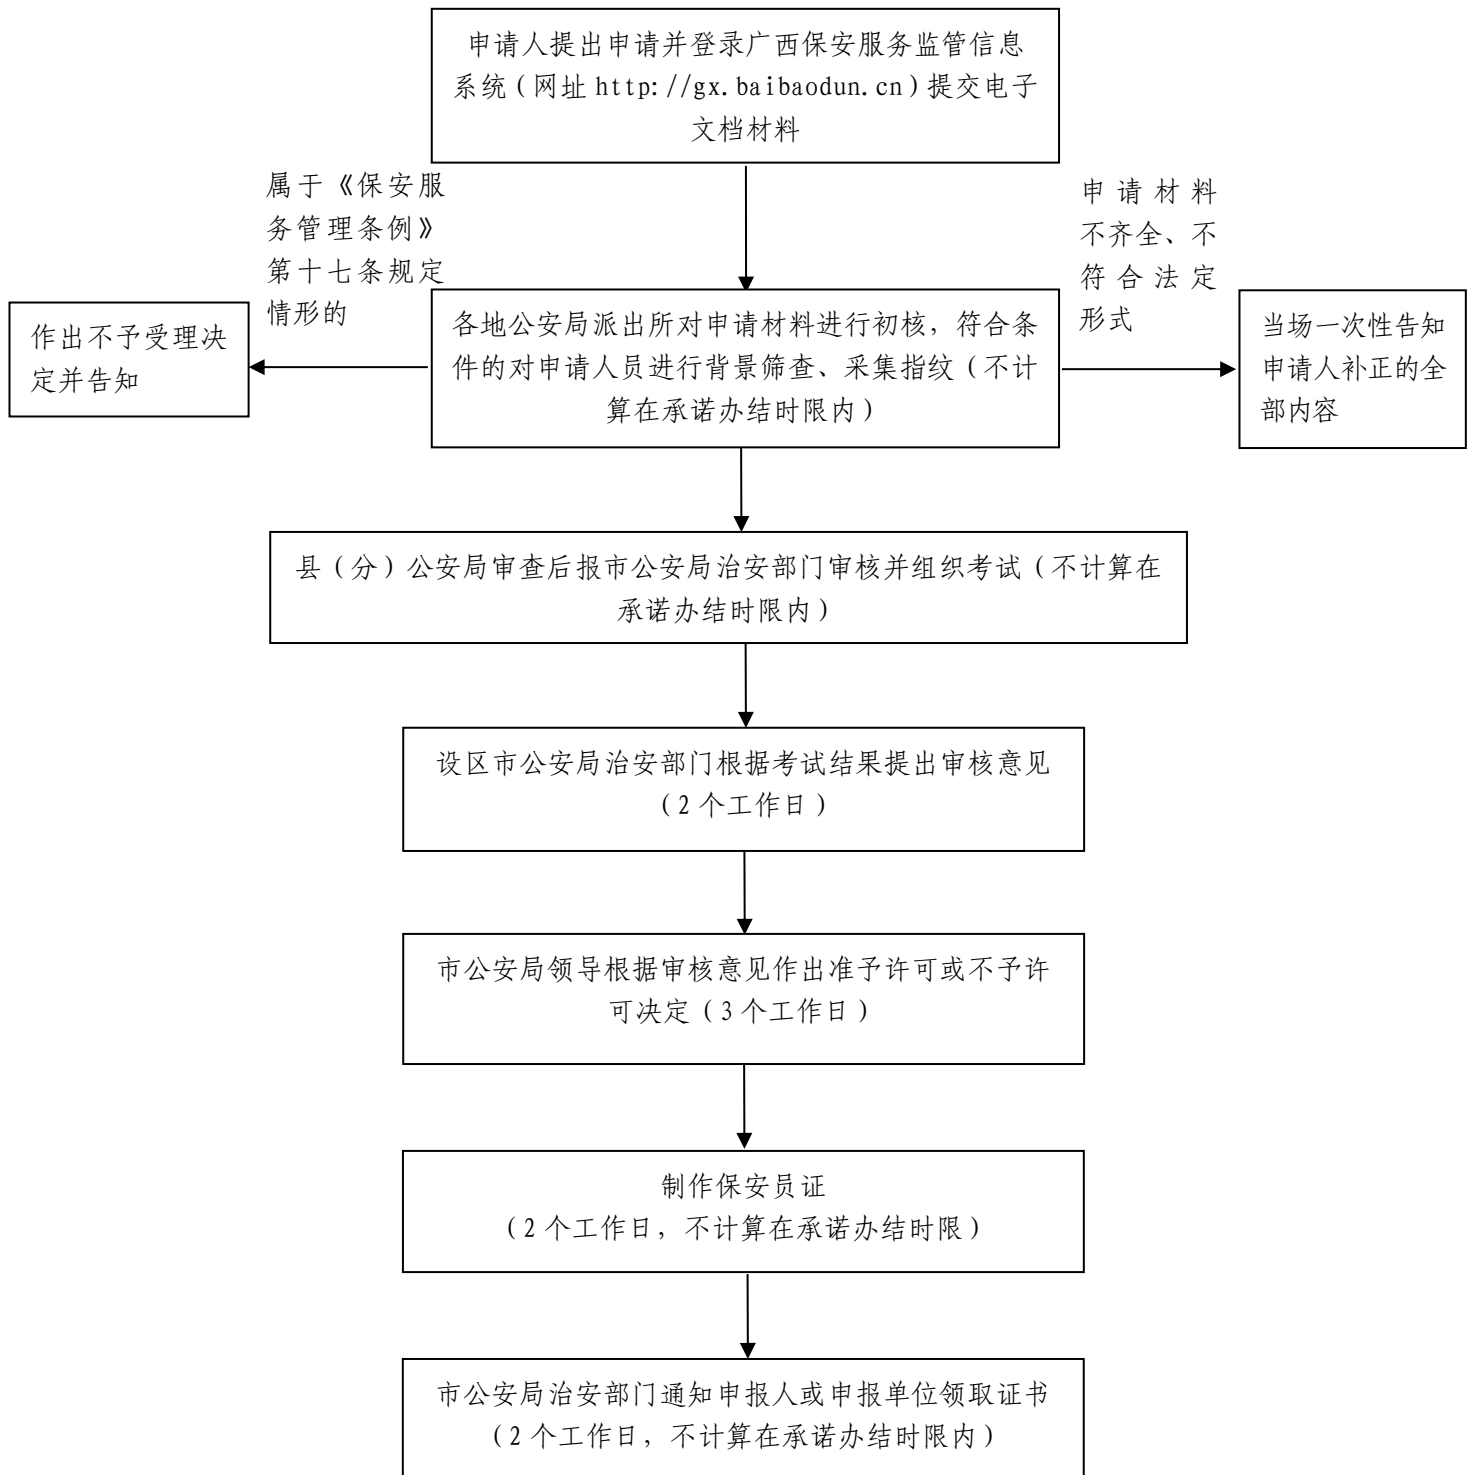 申请人提出申请并登录广西保安服务监管信息
系统（网址 http://gx.baibaodun.cn）提交电子
文档材料
属于《保安服
务管理条例》
第十七条规定
情形的
申请材料
不齐全、不
符合法定
形式
作出不予受理决
定并告知
各地公安局派出所对申请材料进行初核，符合条
件的对申请人员进行背景筛查、采集指纹（不计
算在承诺办结时限内）
当场一次性告知
申请人补正的全
部内容
县（分）公安局审查后报市公安局治安部门审核并组织考试（不计算在
承诺办结时限内）
设区市公安局治安部门根据考试结果提出审核意见
（2 个工作日）
市公安局领导根据审核意见作出准予许可或不予许
可决定（3 个工作日）
制作保安员证
（2 个工作日，不计算在承诺办结时限）
市公安局治安部门通知申报人或申报单位领取证书
（2 个工作日，不计算在承诺办结时限内）